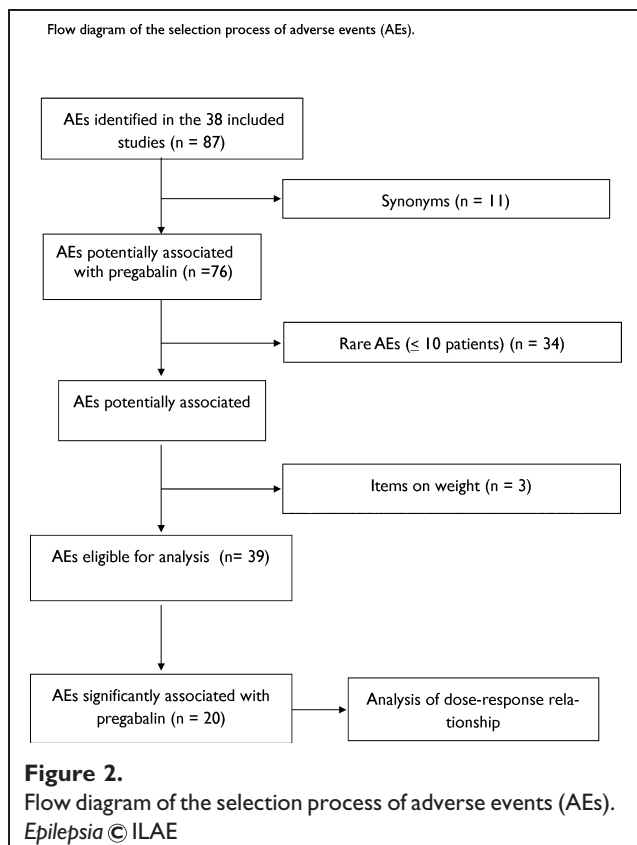 Flow diagram of the selection process of adverse events (AEs).
AEs identified in the 38 included
studies (n = 87)
Synonyms (n = 11)
AEs potentially associated
with pregabalin (n =76)
Rare AEs (≤ 10 patients) (n = 34)
AEs potentially associated
Items on weight (n = 3)
AEs eligible for analysis (n= 39)
AEs significantly associated with
pregabalin (n = 20)
Analysis of dose-response rela-
tionship
Figure 2.
Flow diagram of the selection process of adverse events (AEs).
Epilepsia © ILAE